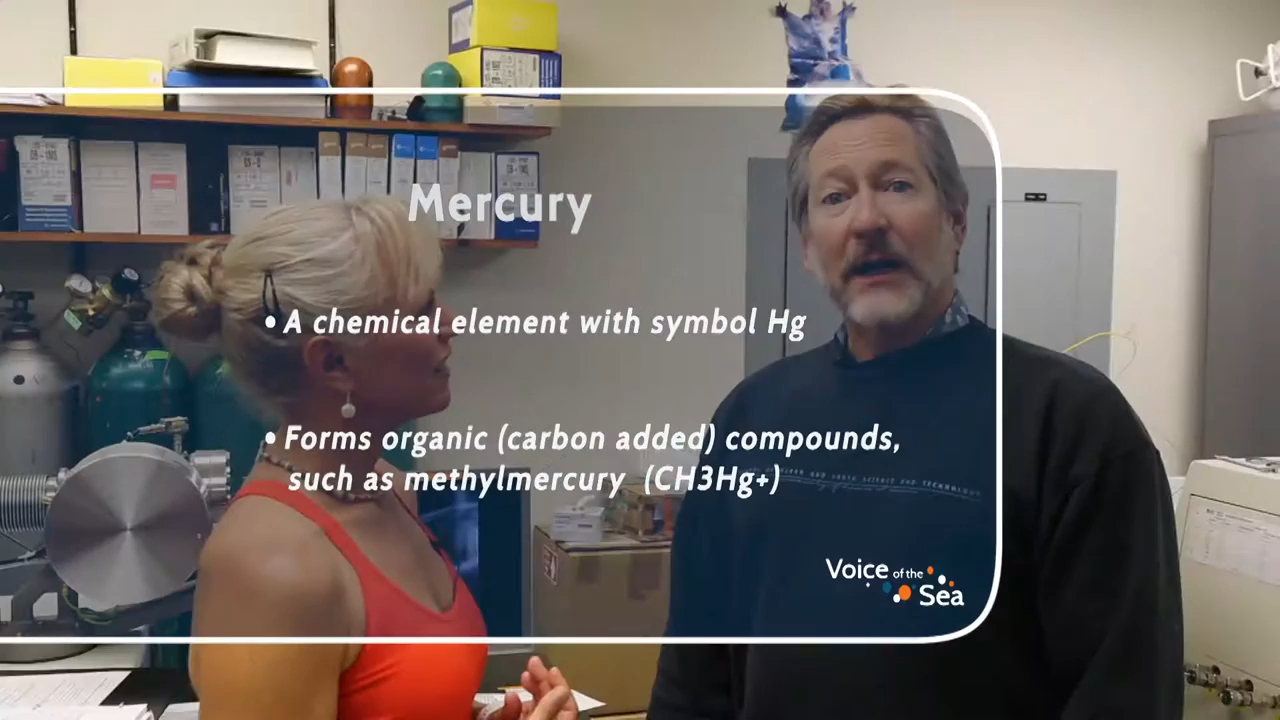 Mercury
• A chemical element with symbol Hg
• Forms organic (carbon added) compounds,
such as methylmercury (CH3Hg+)
Voice of the
Sea